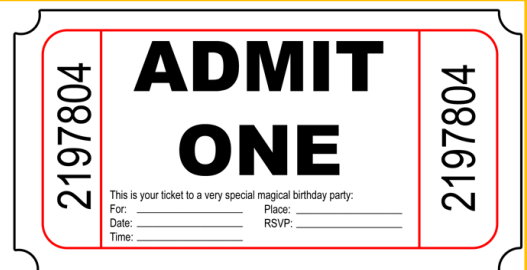 2197804
ADMIT
ONE
This is your ticket to a very special magical birthday party:
For: Place:
Date: RSVP:
Time:
2197804